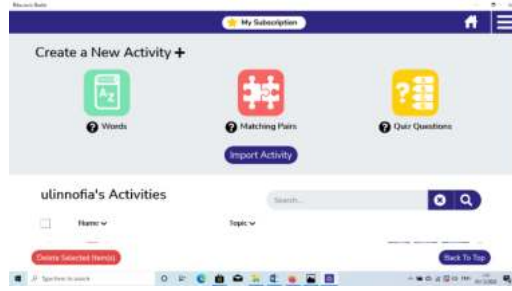 My Subscription
Create a New Activity +
AZ
? Words
? Matching Pairs
? Quiz Questions
Import Activity
ulinnofia's Activities
Search...
Name
Topic
Delete Selected Item(s)
Back To Top